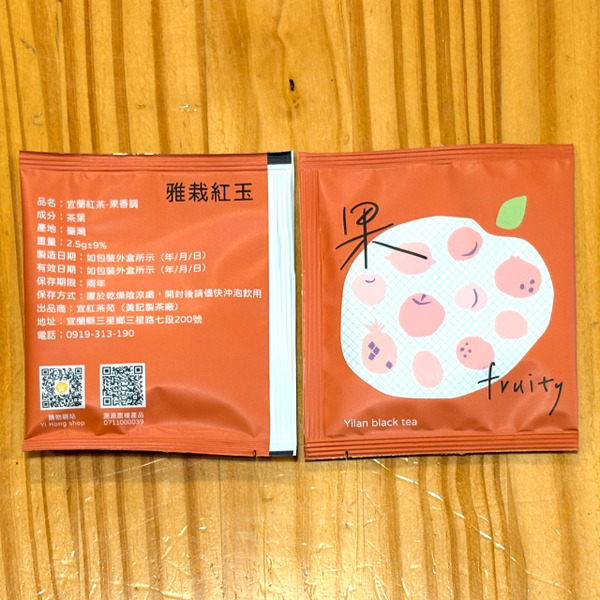 雅栽紅玉
品名：宜蘭紅茶-果香調
成分：茶葉
產地：臺灣
重量：2.5g±9%
製造日期：如包裝外盒所示（年/月/日）
有效日期：如包裝外盒所示（年/月/日）
保存期限：兩年
保存方式：置於乾燥陰涼處，開封後請儘快沖泡飲用
出品商：宜紅茶苑（黃記製茶廠）
地址：宜蘭縣三星鄉三星路七段200號
電話：0919-313-190
購物網站
Yi Hong shop
溯源農糧產品
0711000039
果
fruity
Yilan black tea